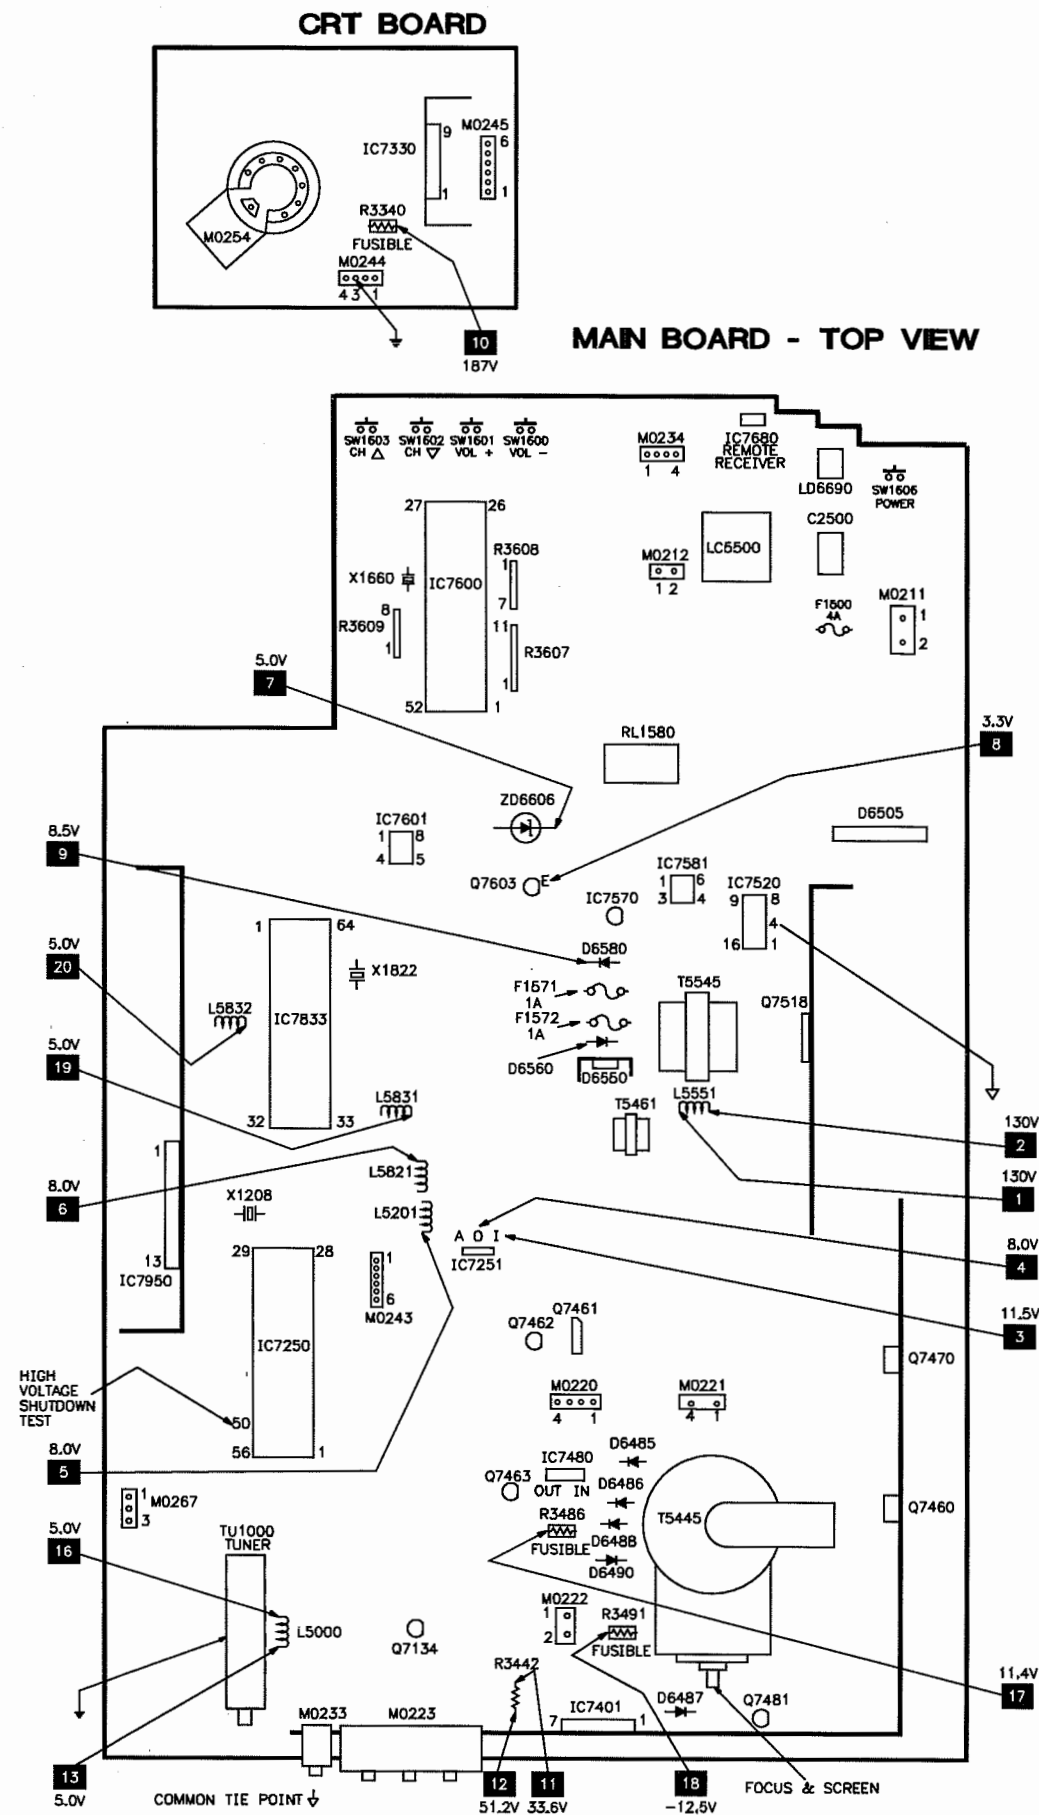 CRT BOARD
M0245
IC7330
9
6
1
1
R3340
FUSIBLE
M0254
M0244
4 3 1
10
187V
MAIN BOARD - TOP VIEW
SW1603
CH △
SW1602
CH ▽
SW1601
VOL +
SW1600
VOL -
M0234
1 4
IC7680
REMOTE
RECEIVER
LD6690
SW1606
POWER
C2500
LC5500
27
26
IC7600
X1660
R3608
1
7
M0212
1 2
R3609
8
1
11
R3607
1
52
1
F1500
4A
M0211
1
2
5.0V
7
RL1580
3.3V
8
ZD6606
D6505
IC7601
1 8
4 5
8.5V
9
Q7603
E
IC7581
1 6
3 4
IC7570
IC7520
9 8
4
16 1
1
64
D6580
5.0V
20
X1822
F1571
1A
T5545
L5832
IC7833
F1572
1A
Q7518
5.0V
19
D6560
D6550
L5831
L5551
32
33
T5461
130V
2
1
L5821
130V
1
8.0V
6
X1208
L5201
29
28
A O I
IC7251
8.0V
4
13
IC7950
1
6
M0243
11.5V
3
Q7461
Q7462
IC7250
Q7470
HIGH
VOLTAGE
SHUTDOWN
TEST
M0220
4 1
M0221
4 1
50
56
1
8.0V
5
D6485
IC7480
OUT IN
Q7463
D6486
1
M0267
3
R3486
FUSIBLE
T5445
Q7460
5.0V
16
TU1000
TUNER
D6488
D6490
M0222
1
2
R3491
FUSIBLE
L5000
Q7134
R3442
11.4V
17
D6487
Q7481
M0233
M0223
IC7401
7 1
13
5.0V
COMMON TIE POINT
12
51.2V
11
33.6V
18
-12.5V
FOCUS & SCREEN